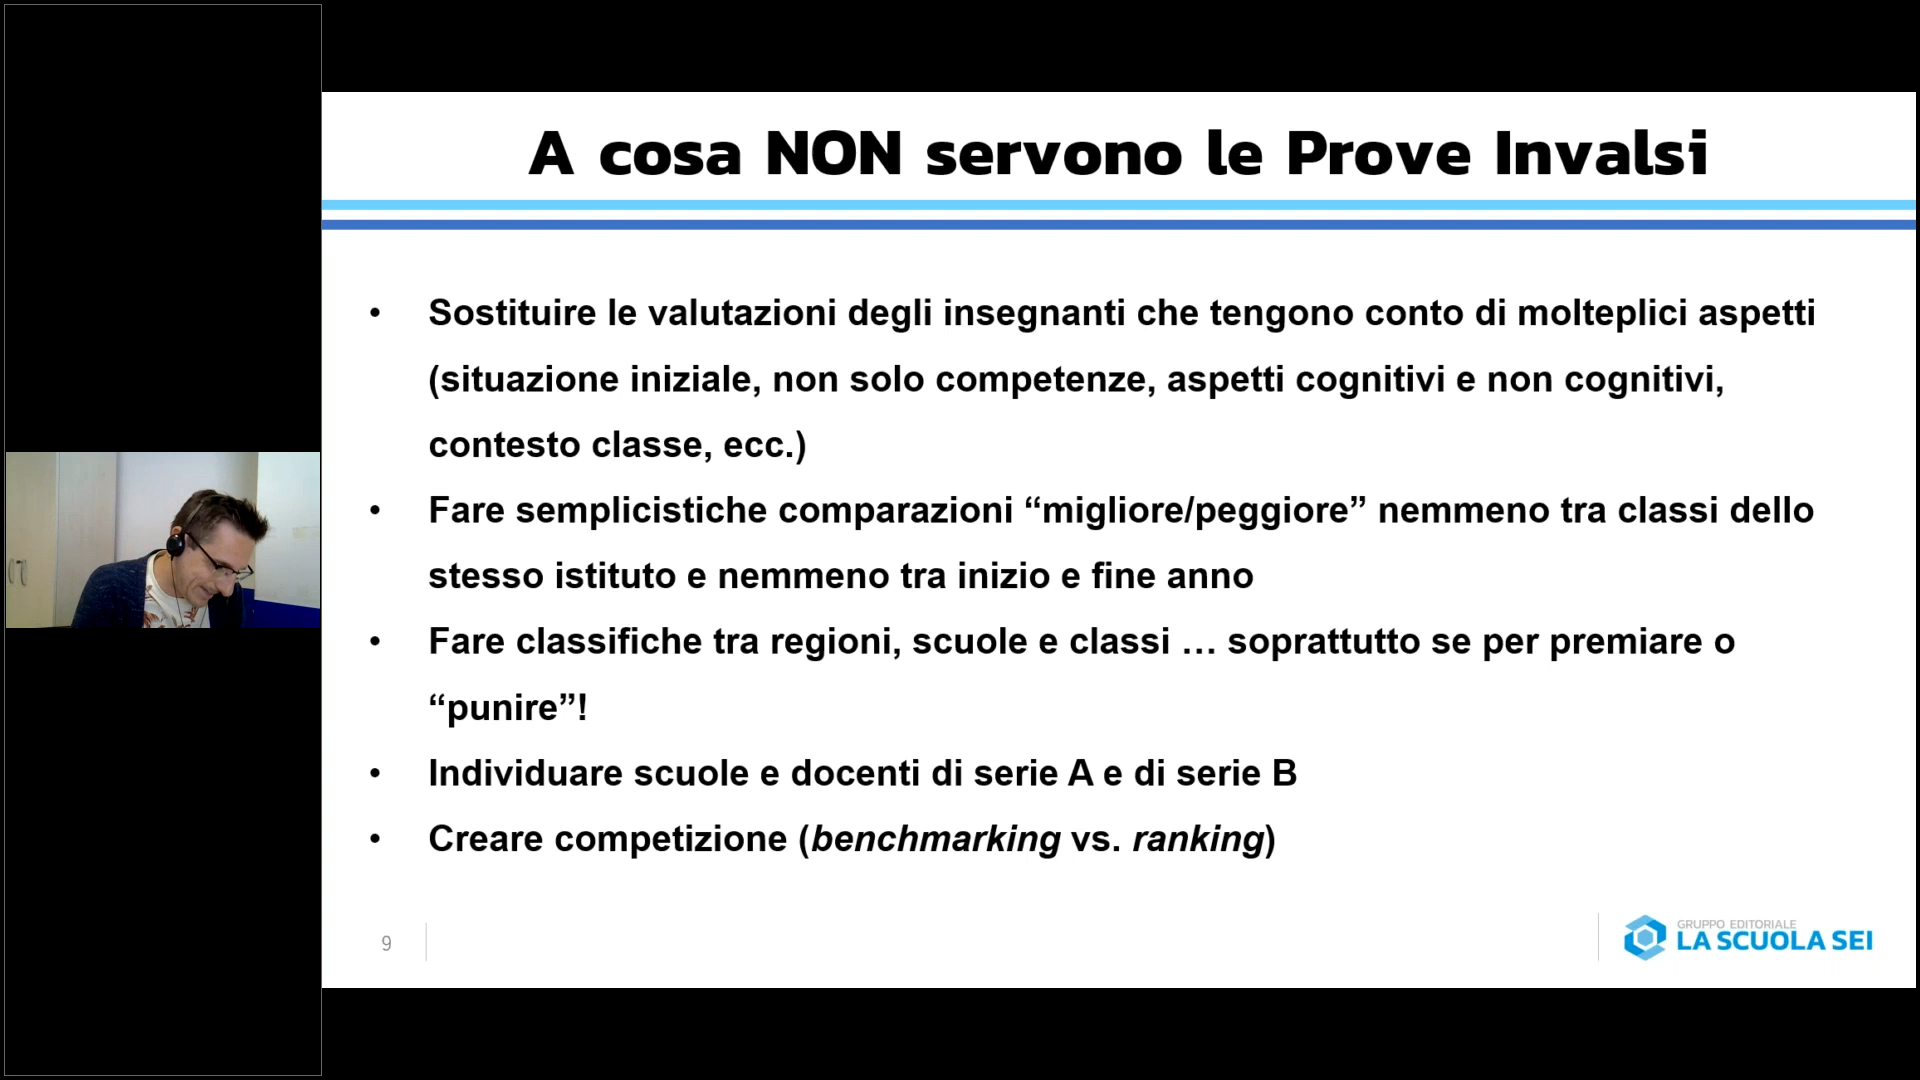 A cosa NON servono le Prove Invalsi
• Sostituire le valutazioni degli insegnanti che tengono conto di molteplici aspetti
(situazione iniziale, non solo competenze, aspetti cognitivi e non cognitivi,
contesto classe, ecc.)
• Fare semplicistiche comparazioni “migliore/peggiore” nemmeno tra classi dello
stesso istituto e nemmeno tra inizio e fine anno
• Fare classifiche tra regioni, scuole e classi … soprattutto se per premiare o
“punire”!
• Individuare scuole e docenti di serie A e di serie B
• Creare competizione (benchmarking vs. ranking)
9
GRUPPO EDITORIALE
LA SCUOLA SEI